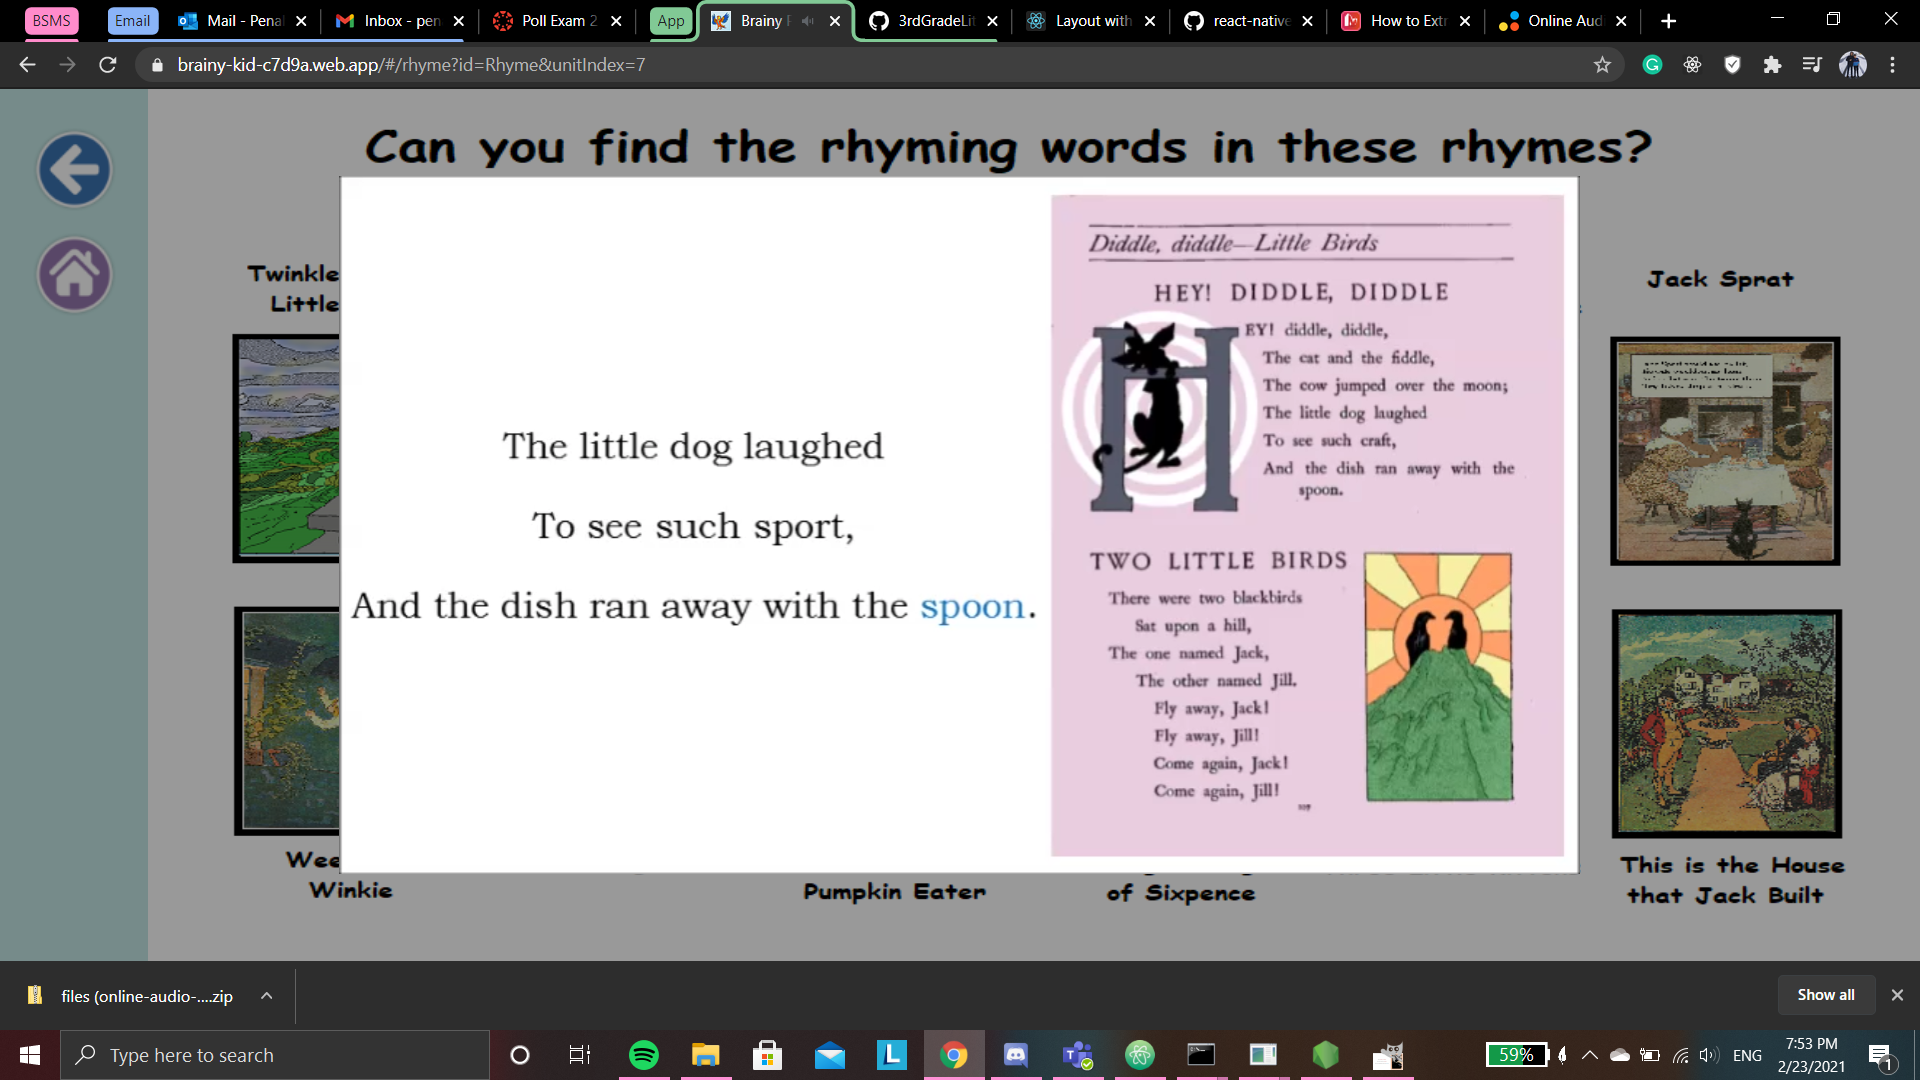 BSMS
Email
Mail - Pena
Inbox - pen
Poll Exam 2
App
Brainy
3rdGradeLit
Layout with
react-native
How to Extr
Online Aud
brainy-kid-c7d9a.web.app/#/rhyme?id=Rhyme&unitIndex=7
Can you find the rhyming words in these rhymes?
Twinkle
Little
Jack Sprat
The little dog laughed
To see such sport,
And the dish ran away with the spoon.
Diddle, diddle—Little Birds
HEY! DIDDLE, DIDDLE
HEY! diddle, diddle,
The cat and the fiddle,
The cow jumped over the moon;
The little dog laughed
To see such craft,
And the dish ran away with the
spoon.
TWO LITTLE BIRDS
There were two blackbirds
Sat upon a hill,
The one named Jack,
The other named Jill.
Fly away, Jack!
Fly away, Jill!
Come again, Jack!
Come again, Jill!
Wee
Winkie
Pumpkin Eater
of Sixpence
This is the House
that Jack Built
files (online-audio-....zip
Show all
Type here to search
59%
ENG
7:53 PM
2/23/2021
1